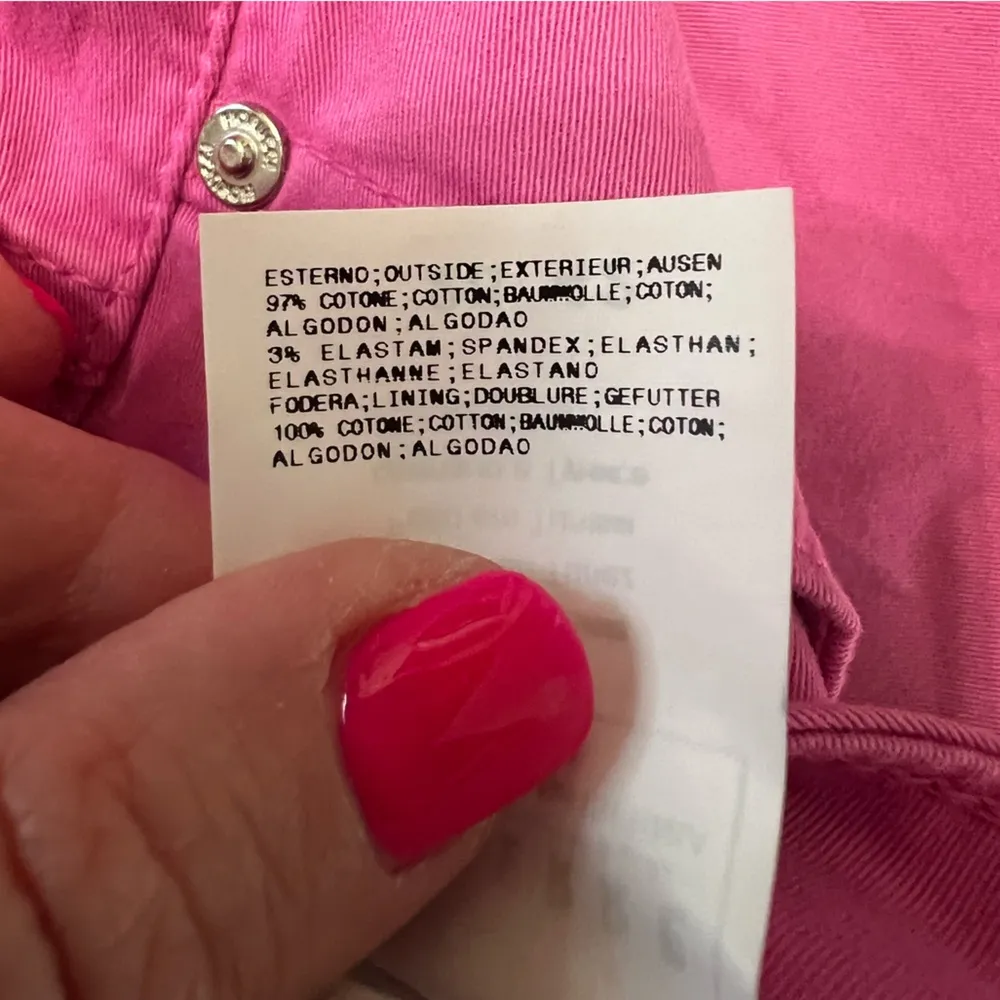 ESTERNO;OUTSIDE;EXTERIEUR;AUSEN
97% COTONE;COTTON;BAUMWOLLE;COTON;
ALGODON;ALGODAO
3% ELASTAM;SPANDEX;ELASTHAN;
ELASTHANNE;ELASTANO
FODERA;LINING;DOUBLURE;GEFUTTER
100% COTONE;COTTON;BAUMWOLLE;COTON;
ALGODON;ALGODAO